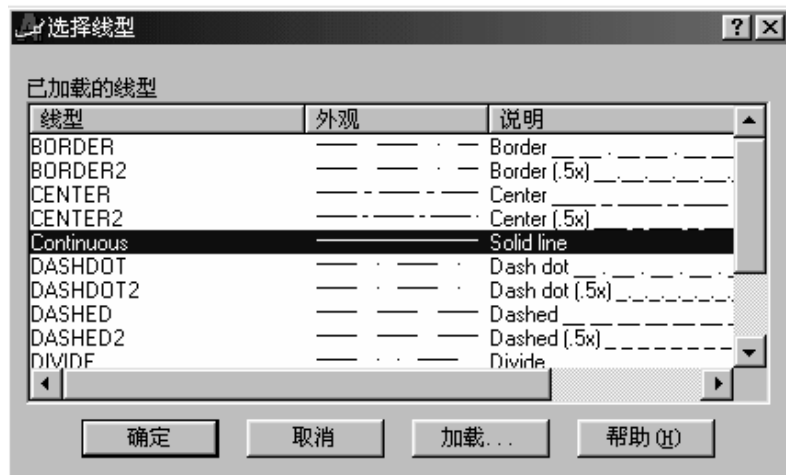 选择线型
已加载的线型
线型 外观 说明
BORDER Border
BORDER2 Border (.5x)
CENTER Center
CENTER2 Center (.5x)
Continuous Solid line
DASHDOT Dash dot
DASHDOT2 Dash dot (.5x)
DASHED Dashed
DASHED2 Dashed (.5x)
DIVIDE Divide
确定 取消 加载... 帮助(H)